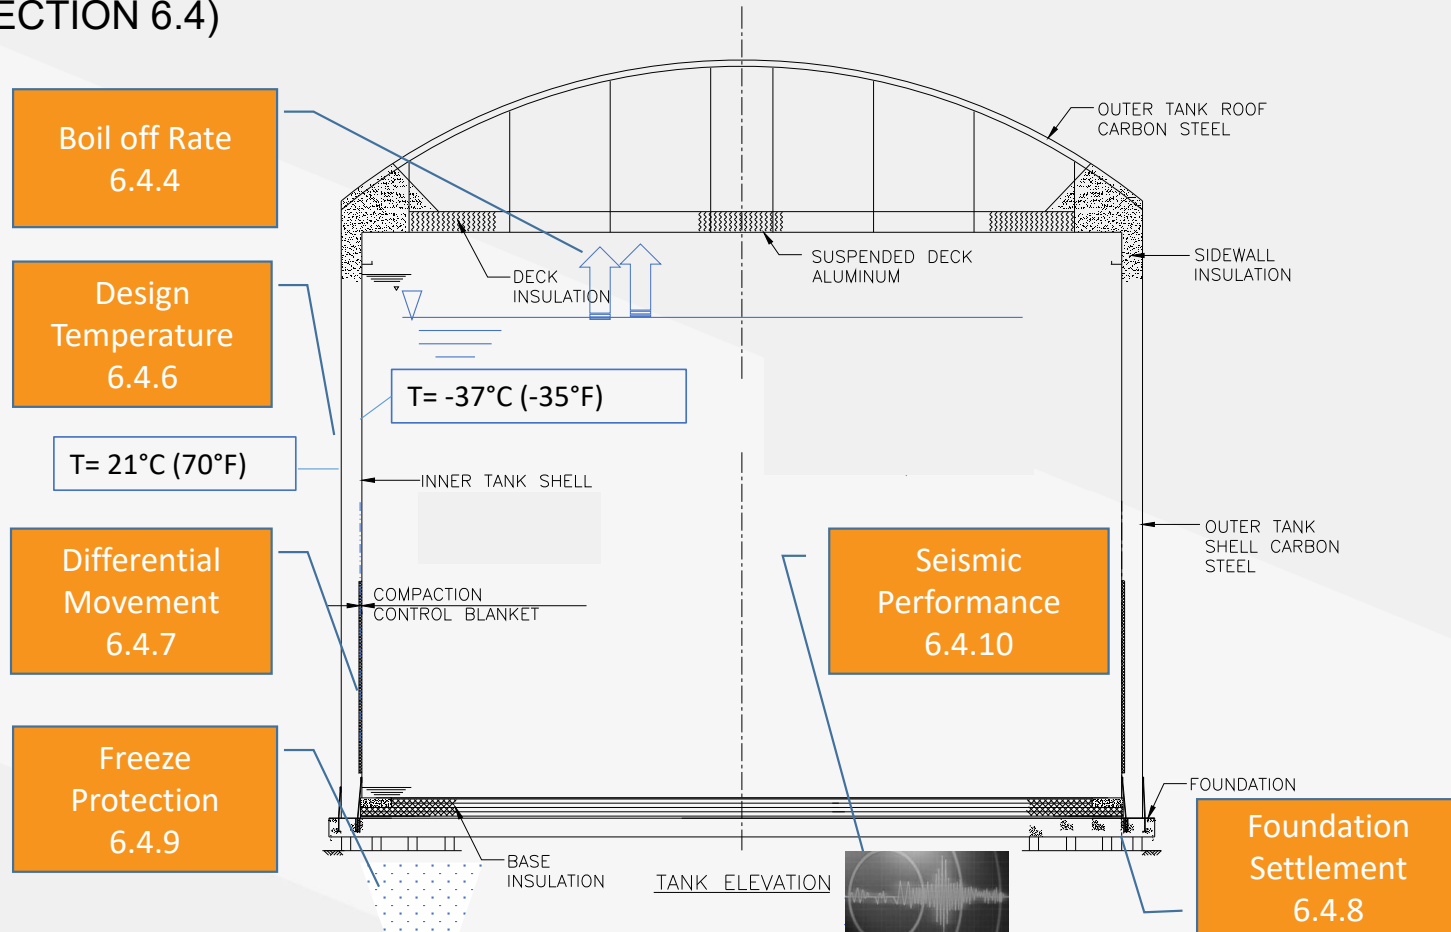 ECTION 6.4)
Boil off Rate
6.4.4
OUTER TANK ROOF
CARBON STEEL
SUSPENDED DECK
ALUMINUM
SIDEWALL
INSULATION
DECK
INSULATION
Design
Temperature
6.4.6
T= -37°C (-35°F)
T= 21°C (70°F)
INNER TANK SHELL
OUTER TANK
SHELL CARBON
STEEL
Differential
Movement
6.4.7
COMPACTION
CONTROL BLANKET
Seismic
Performance
6.4.10
Freeze
Protection
6.4.9
FOUNDATION
Foundation
Settlement
6.4.8
BASE
INSULATION
TANK ELEVATION